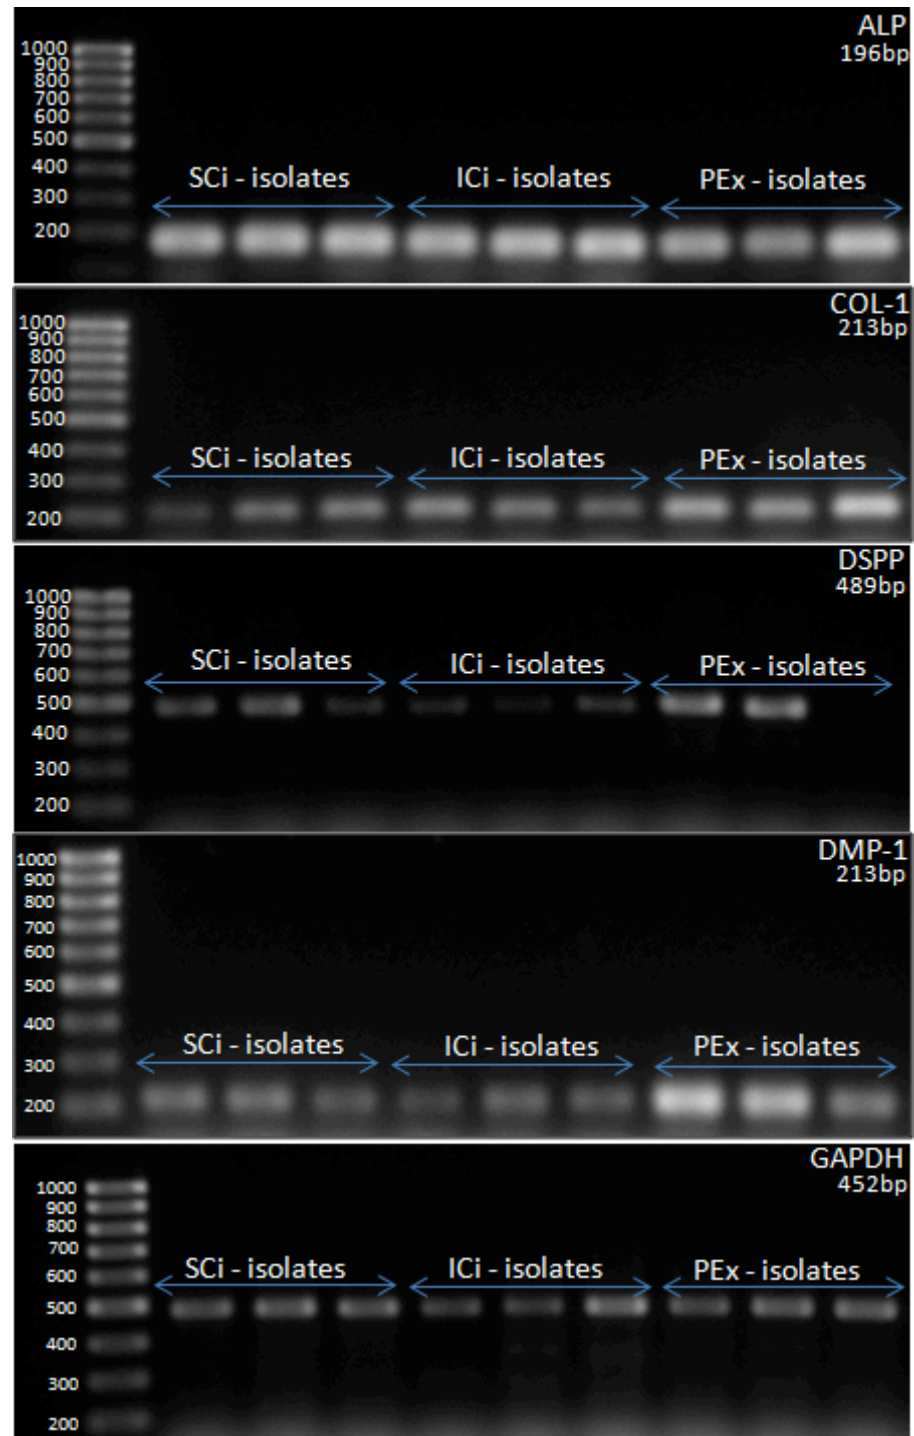 ALP
196bp
1000
900
800
700
600
500
400
300
200
SCi - isolates
ICi - isolates
PEx - isolates
COL-1
213bp
1000
900
800
700
600
500
400
300
200
SCi - isolates
ICi - isolates
PEx - isolates
DSPP
489bp
1000
900
800
700
600
500
400
300
200
SCi - isolates
ICi - isolates
PEx - isolates
DMP-1
213bp
1000
900
800
700
600
500
400
300
200
SCi - isolates
ICi - isolates
PEx - isolates
GAPDH
452bp
1000
900
800
700
600
500
400
300
200
SCi - isolates
ICi - isolates
PEx - isolates